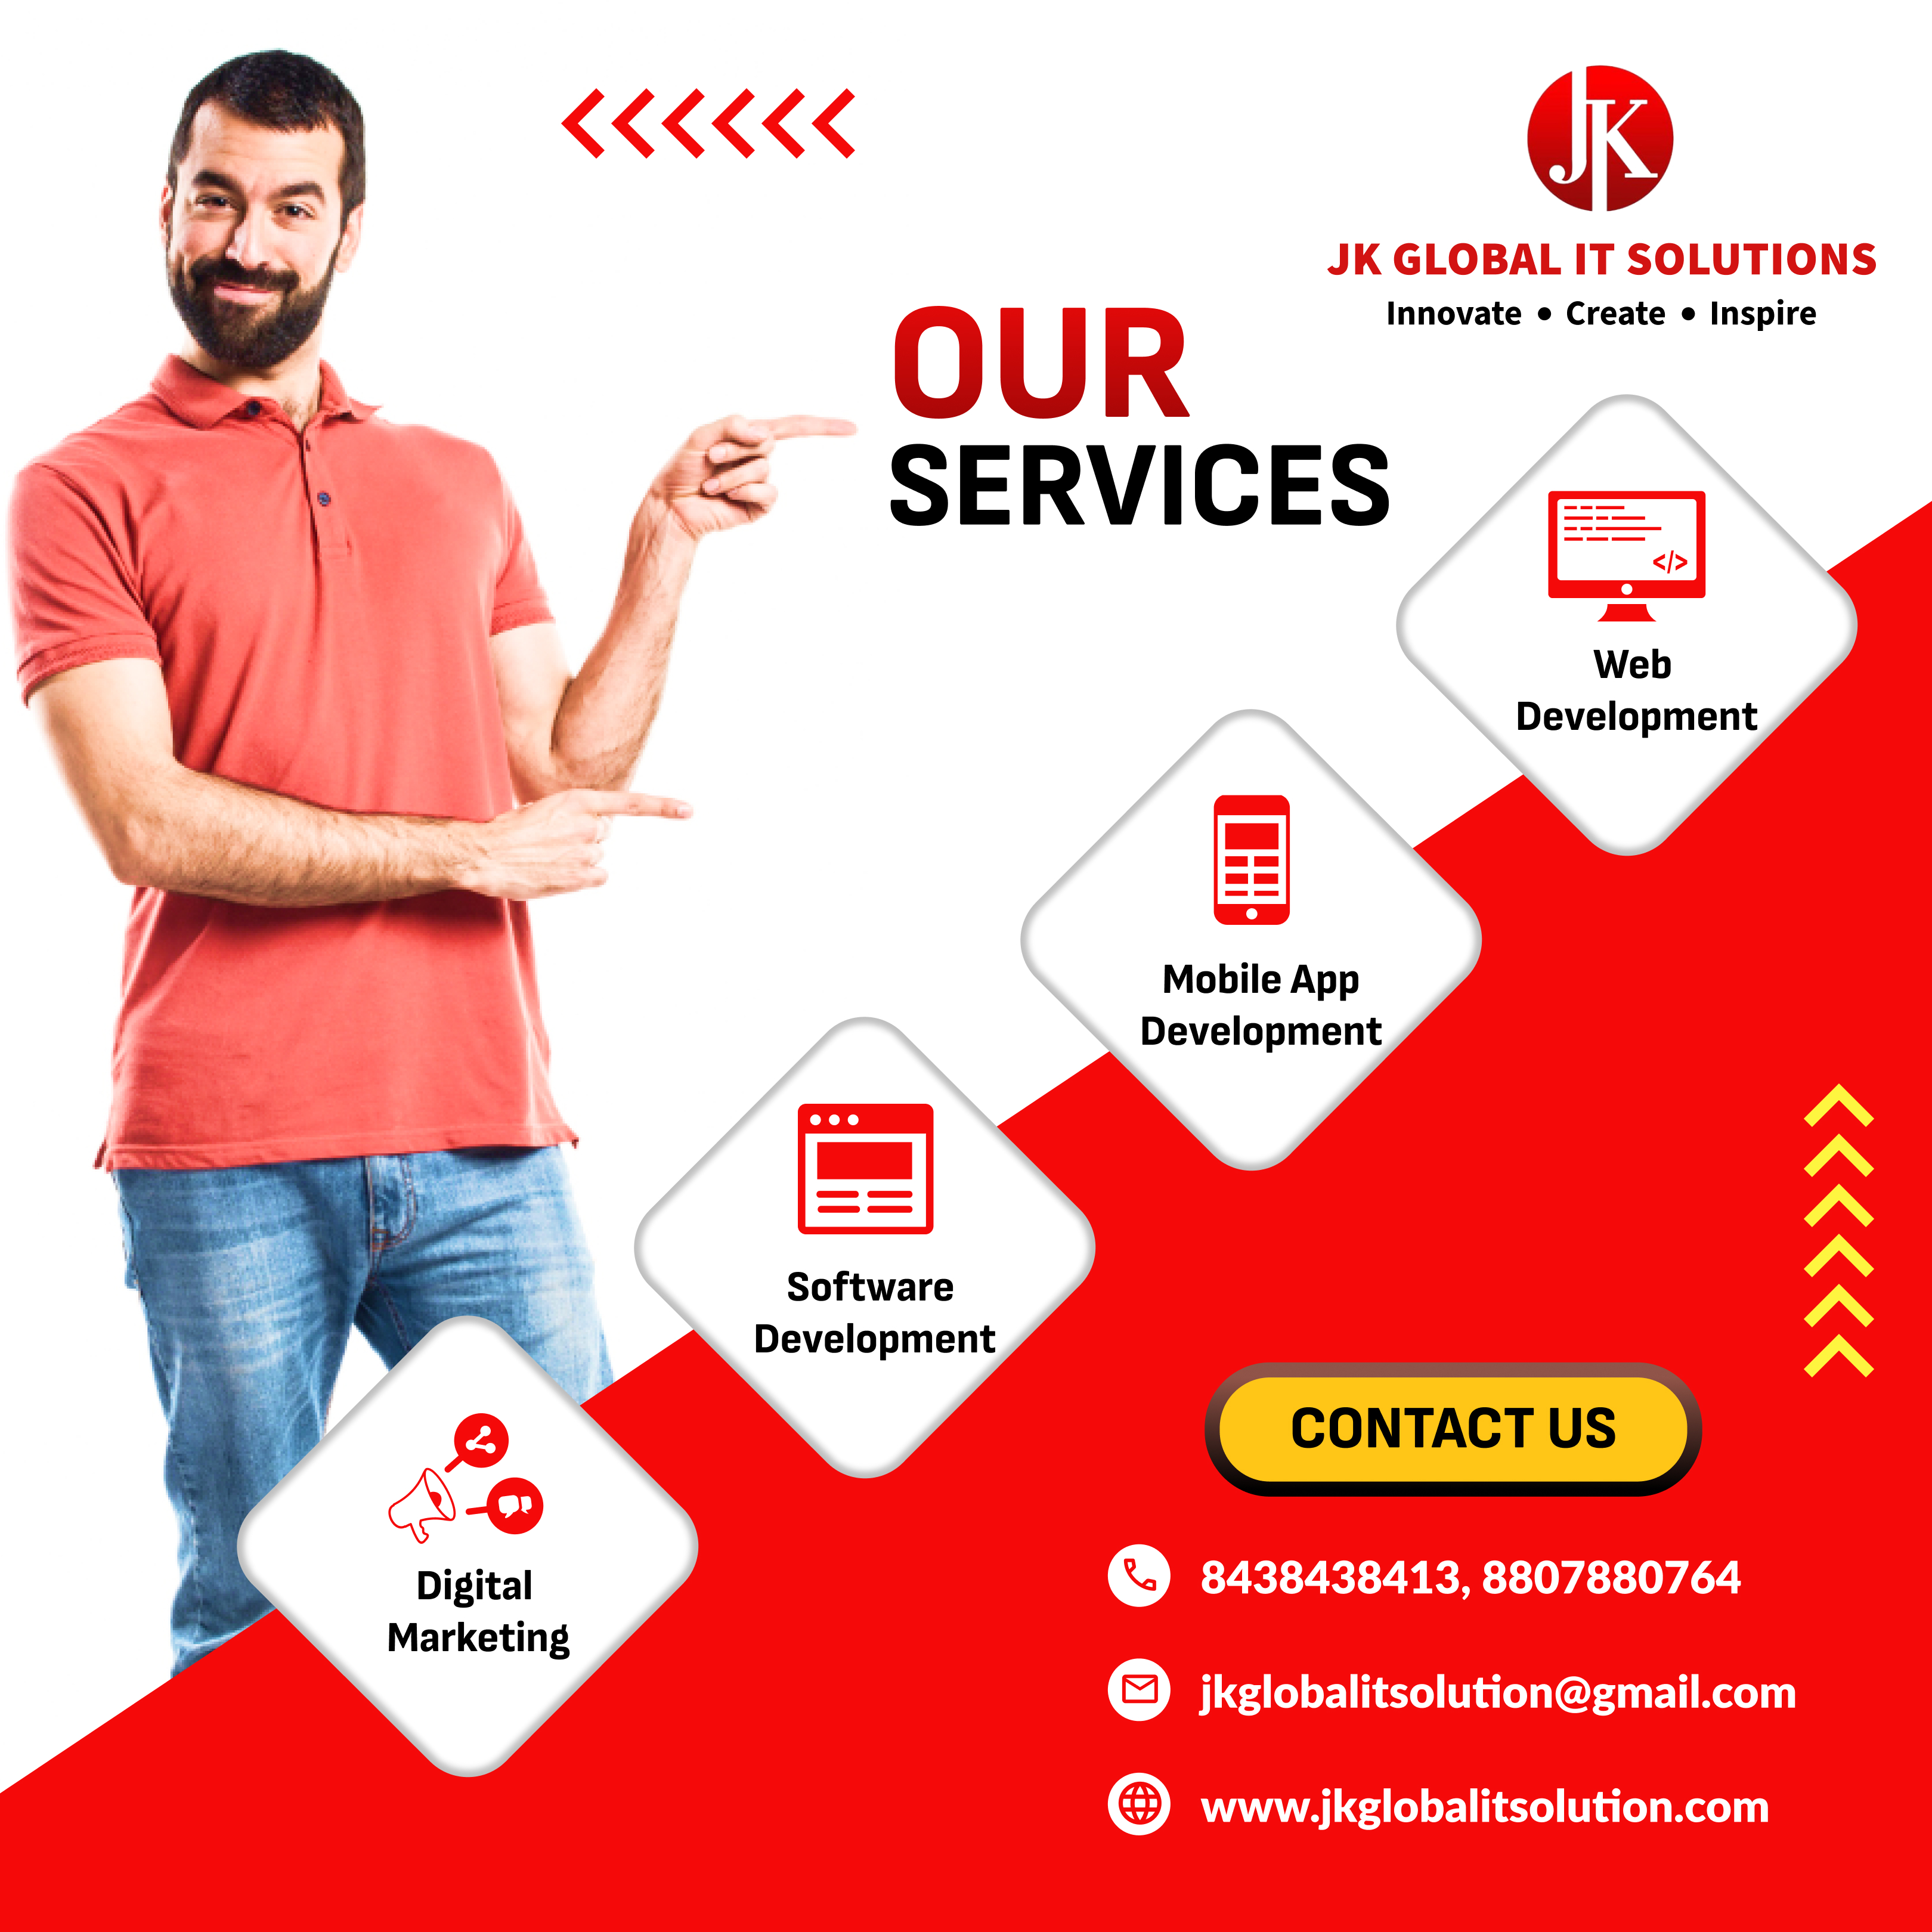 JK
JK GLOBAL IT SOLUTIONS
Innovate • Create • Inspire
OUR
SERVICES
</>
Web
Development
Mobile App
Development
Software
Development
Digital
Marketing
CONTACT US
8438438413, 8807880764
jkglobalitsolution@gmail.com
www.jkglobalitsolution.com